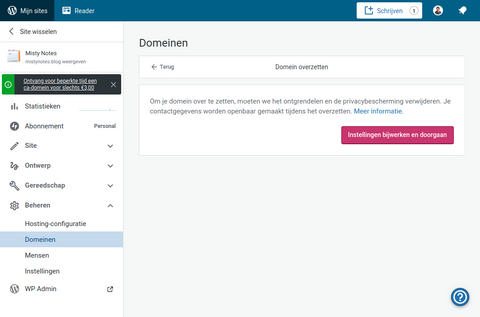 Mijn sites
Reader
Schrijven 1
Site wisselen
Misty Notes
mistynotes.blog weergeven
Ontvang voor beperkte tijd een
ca-domein voor slechts €3,00
Statistieken
Abonnement Personal
Site
Ontwerp
Gereedschap
Beheren
Hosting-configuratie
Domeinen
Mensen
Instellingen
WP Admin
Domeinen
Terug
Domein overzetten
Om je domein over te zetten, moeten we het ontgrendelen en de privacybescherming verwijderen. Je
contactgegevens worden openbaar gemaakt tijdens het overzetten. Meer informatie.
Instellingen bijwerken en doorgaan